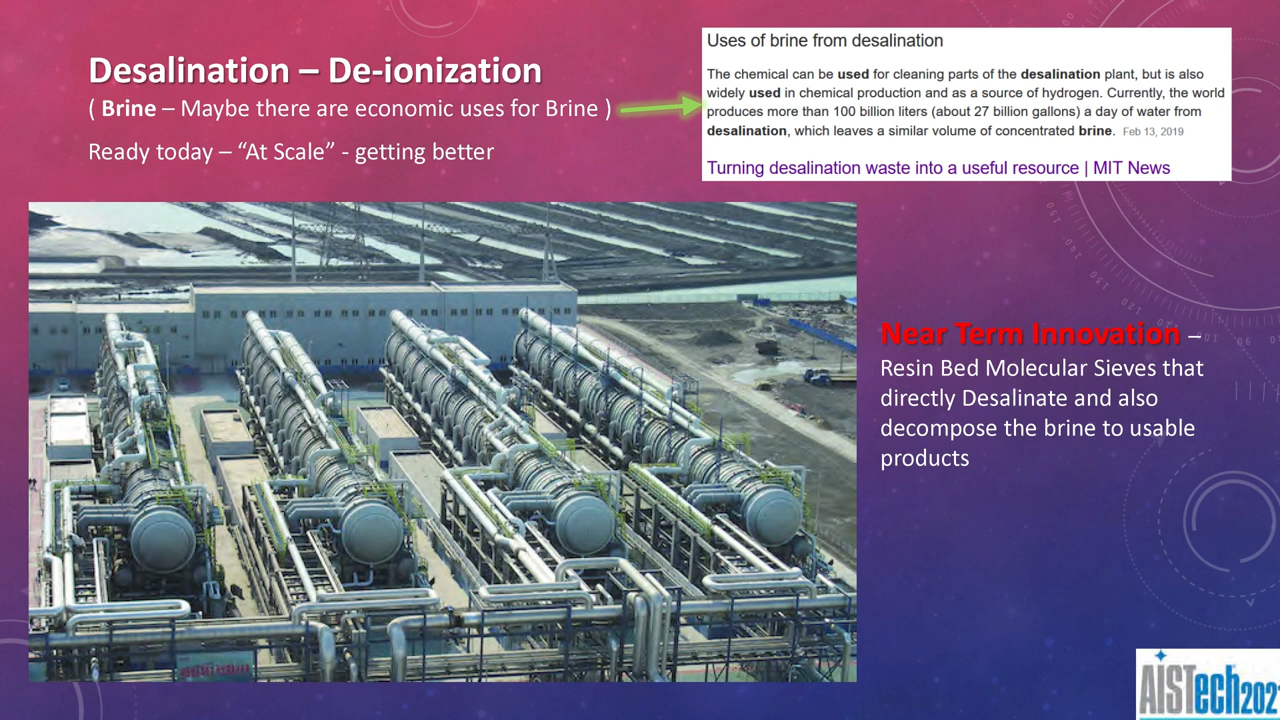 Desalination – De-ionization
( Brine – Maybe there are economic uses for Brine )
Ready today – “At Scale” - getting better
Uses of brine from desalination
The chemical can be used for cleaning parts of the desalination plant, but is also
widely used in chemical production and as a source of hydrogen. Currently, the world
produces more than 100 billion liters (about 27 billion gallons) a day of water from
desalination, which leaves a similar volume of concentrated brine. Feb 13, 2019
Turning desalination waste into a useful resource | MIT News
Near Term Innovation –
Resin Bed Molecular Sieves that
directly Desalinate and also
decompose the brine to usable
products
AISTech202